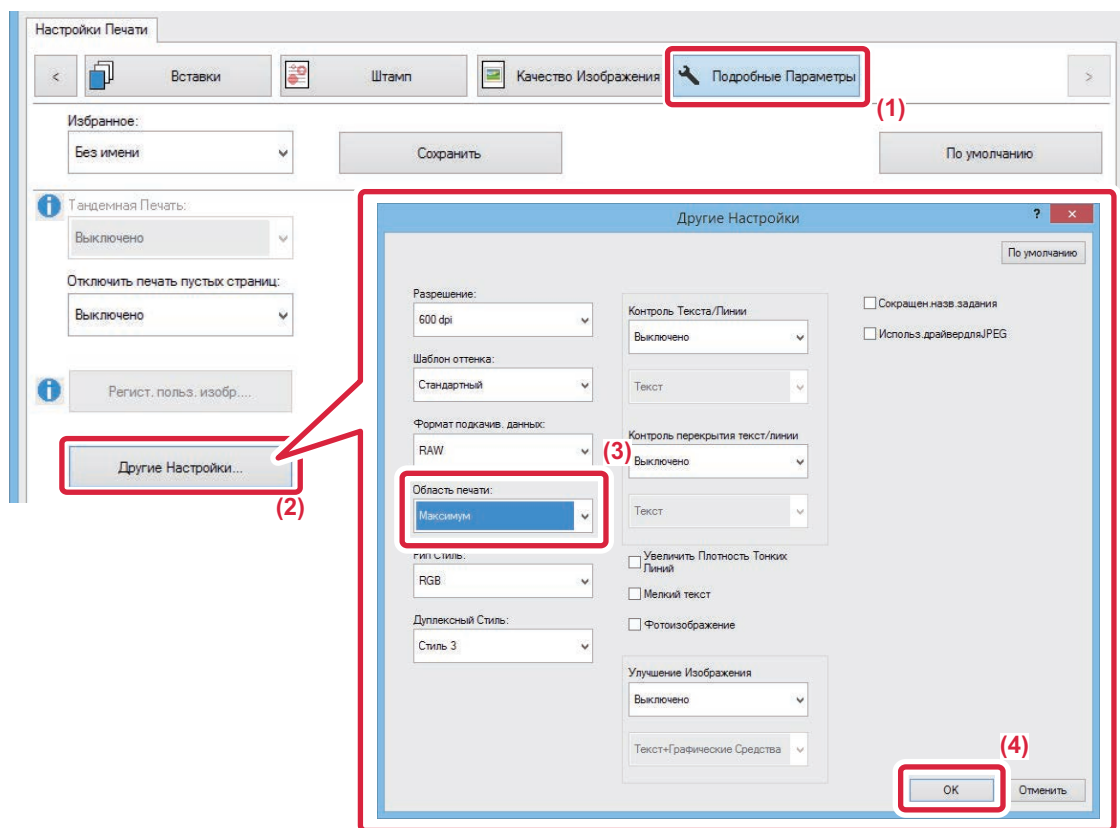 Настройки Печати
<
Вставки
Штамп
Качество Изображения
Подробные Параметры
>
(1)
Избранное:
Без имени
Сохранить
По умолчанию
Тандемная Печать:
Выключено
Отключить печать пустых страниц:
Выключено
Регист. польз. изобр....
Другие Настройки...
(2)
Другие Настройки
?
×
По умолчанию
Разрешение:
600 dpi
Шаблон оттенка:
Стандартный
Формат подкачив. данных:
RAW
(3)
Область печати:
Максимум
Рип Стиль:
RGB
Дуплексный Стиль:
Стиль 3
Контроль Текста/Линии
Выключено
Текст
Контроль перекрытия текст/линии
Выключено
Текст
Увеличить Плотность Тонких
Линий
Мелкий текст
Фотоизображение
Улучшение Изображения
Выключено
Текст+Графические Средства
Сокращен.назв.задания
Использ.драйвердляJPEG
(4)
OK
Отменить